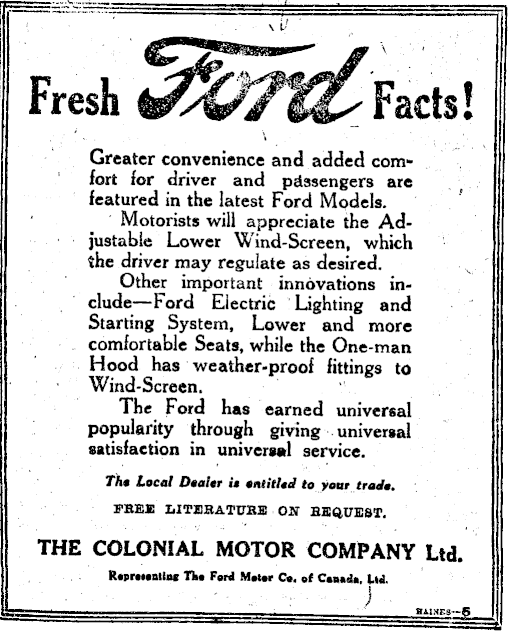 Fresh Ford Facts!
Greater convenience and added com-
fort for driver and passengers are
featured in the latest Ford Models.
Motorists will appreciate the Ad-
justable Lower Wind-Screen, which
the driver may regulate as desired.
Other important innovations in-
clude—Ford Electric Lighting and
Starting System, Lower and more
comfortable Seats, while the One-man
Hood has weather-proof fittings to
Wind-Screen.
The Ford has earned universal
popularity through giving universal
satisfaction in universal service.
The Local Dealer is entitled to your trade.
FREE LITERATURE ON REQUEST.
THE COLONIAL MOTOR COMPANY Ltd.
Representing The Ford Motor Co. of Canada, Ltd.
HAINES—5